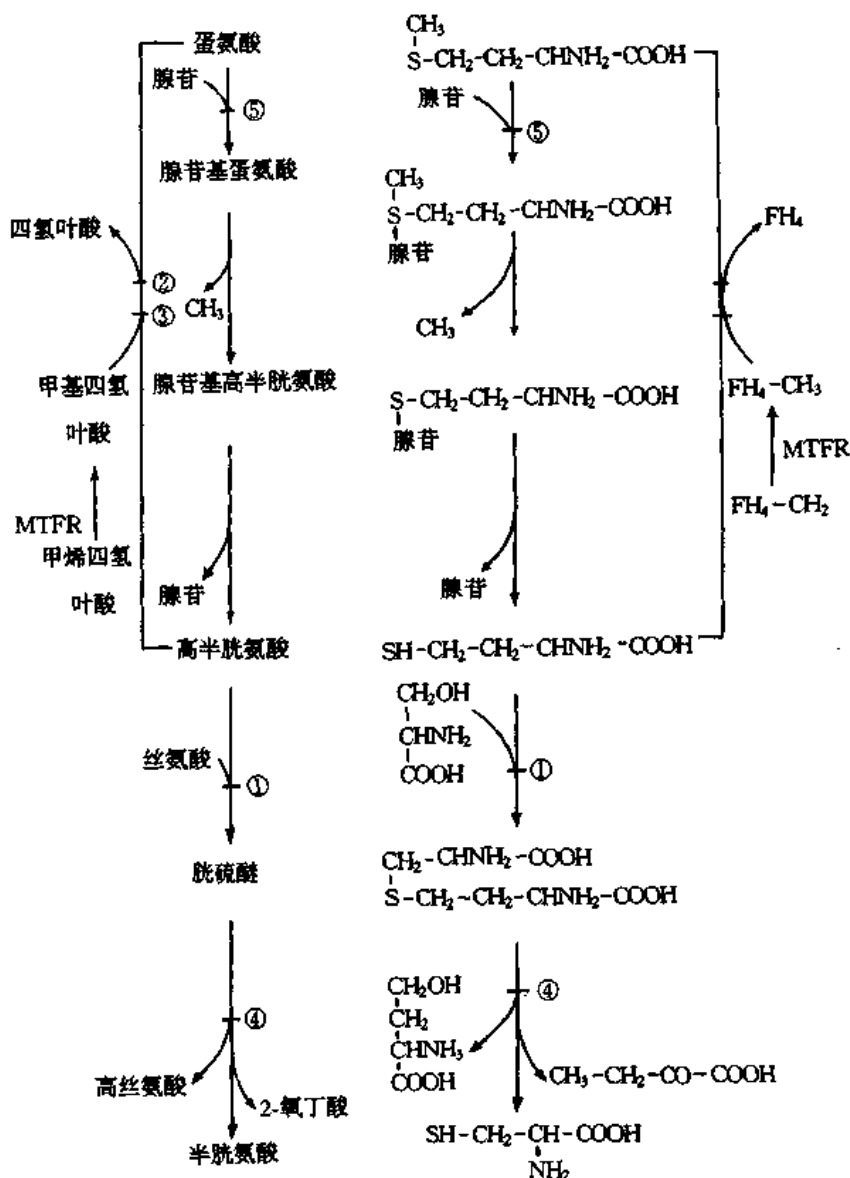 蛋氨酸
腺苷
⑤
腺苷基蛋氨酸
四氢叶酸
②
③
CH₃
甲基四氢
叶酸
腺苷基高半胱氨酸
MTFR
甲烯四氢
叶酸
腺苷
高半胱氨酸
丝氨酸
①
胱硫醚
④
高丝氨酸
2-氧丁酸
半胱氨酸
CH₃
S-CH₂-CH₂-CHNH₂-COOH
腺苷
⑤
CH₃
S-CH₂-CH₂-CHNH₂-COOH
腺苷
FH₄
CH₃
S-CH₂-CH₂-CHNH₂-COOH
腺苷
FH₄-CH₃
MTFR
FH₄-CH₂
腺苷
SH-CH₂-CH₂-CHNH₂-COOH
CH₂OH
CHNH₂
COOH
①
CH₂-CHNH₂-COOH
S-CH₂-CH₂-CHNH₂-COOH
④
CH₂OH
CH₂
CHNH₃
COOH
CH₃-CH₂-CO-COOH
SH-CH₂-CH-COOH
NH₂